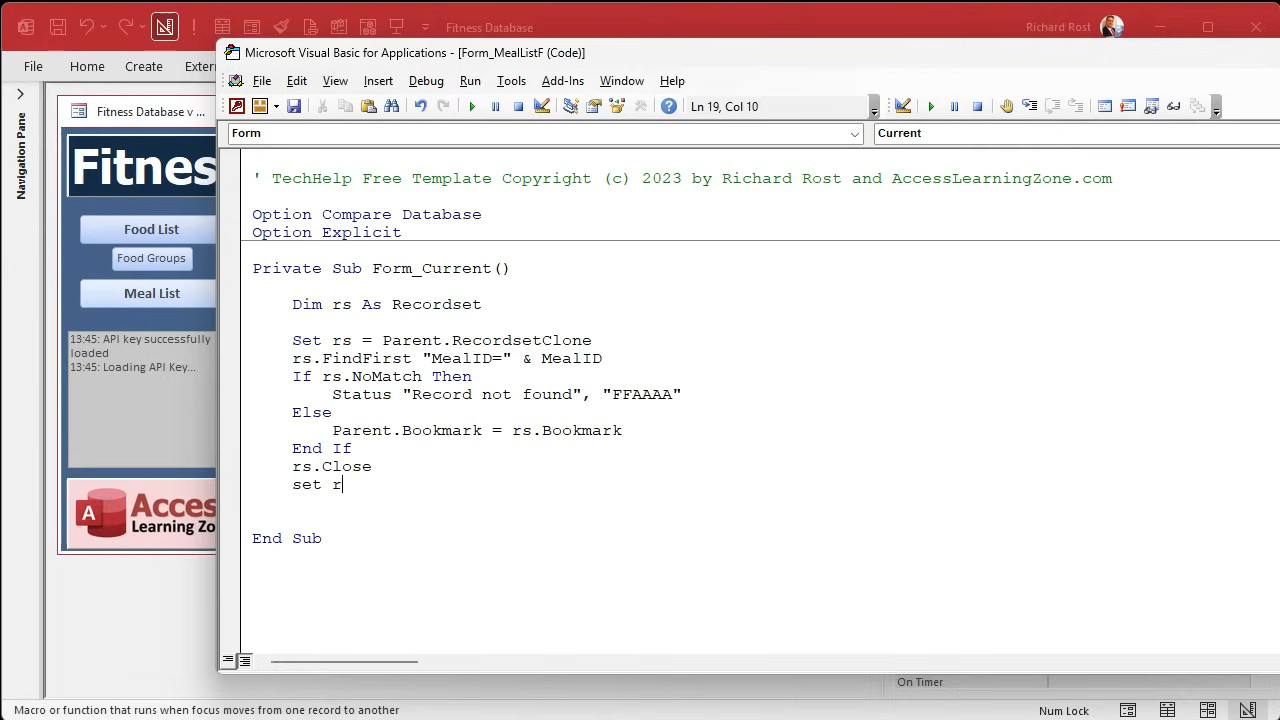 Fitness Database
Richard Rost
File
Home
Create
Extern
Microsoft Visual Basic for Applications - [Form_MealListF (Code)]
File Edit View Insert Debug Run Tools Add-Ins Window Help
Ln 19, Col 10
Form
Current
Navigation Pane
Fitness Database v ...
Fitnes
Food List
Food Groups
Meal List
13:45: API key successfully
loaded
13:45: Loading API Key...
A
Acces
Learning Zo
' TechHelp Free Template Copyright (c) 2023 by Richard Rost and AccessLearningZone.com
Option Compare Database
Option Explicit
Private Sub Form_Current()
Dim rs As Recordset
Set rs = Parent.RecordsetClone
rs.FindFirst "MealID=" & MealID
If rs.NoMatch Then
Status "Record not found", "FFAAAA"
Else
Parent.Bookmark = rs.Bookmark
End If
rs.Close
set r
End Sub
On Timer
Macro or function that runs when focus moves from one record to another
Num Lock